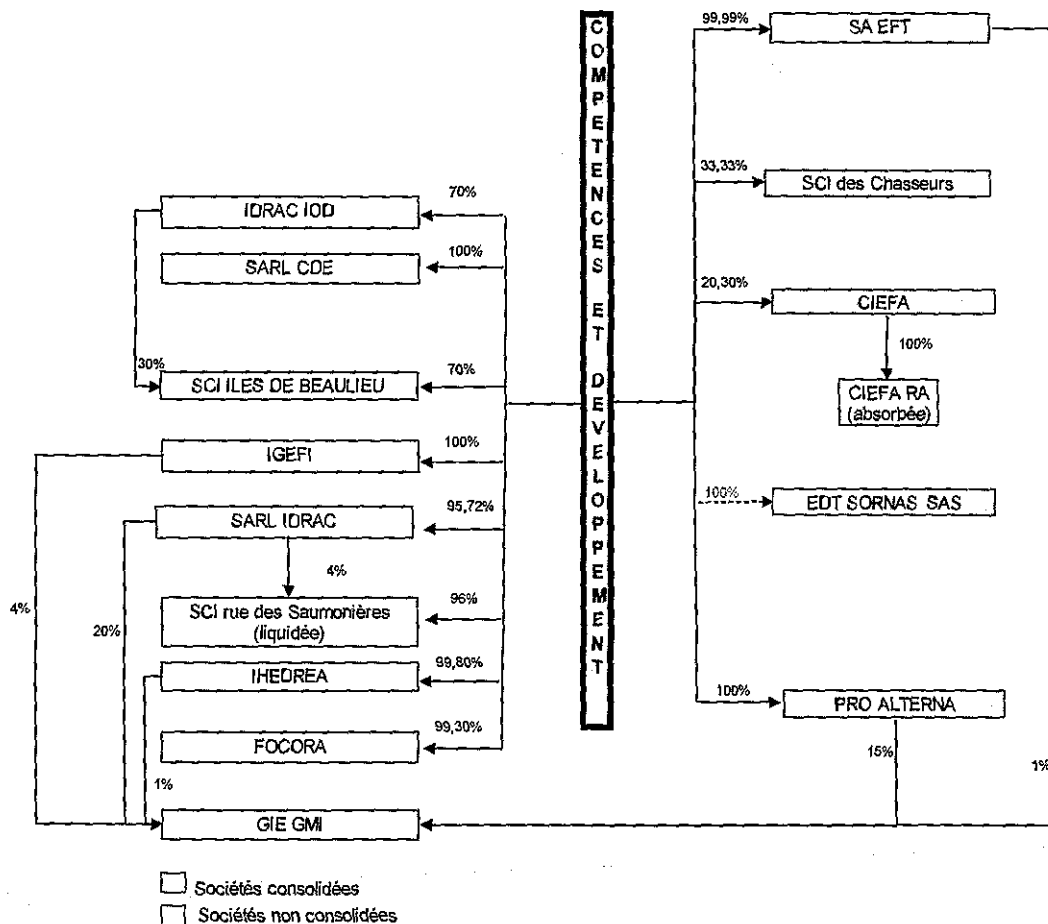 COMPETENCES ET DEVELOPPEMENT
99,99%
SA EFT
33,33%
SCI des Chasseurs
20,30%
CIEFA
100%
CIEFA RA
(absorbée)
100%
EDT SORNAS SAS
100%
PRO ALTERNA
15%
1%
IDRAC IOD
70%
SARL CDE
100%
30%
SCI ILES DE BEAULIEU
70%
IGEFI
100%
SARL IDRAC
95,72%
4%
4%
20%
SCI rue des Saumonières
(liquidée)
96%
IHEDREA
99,80%
FOCORA
99,30%
1%
GIE GMI
Sociétés consolidées
Sociétés non consolidées